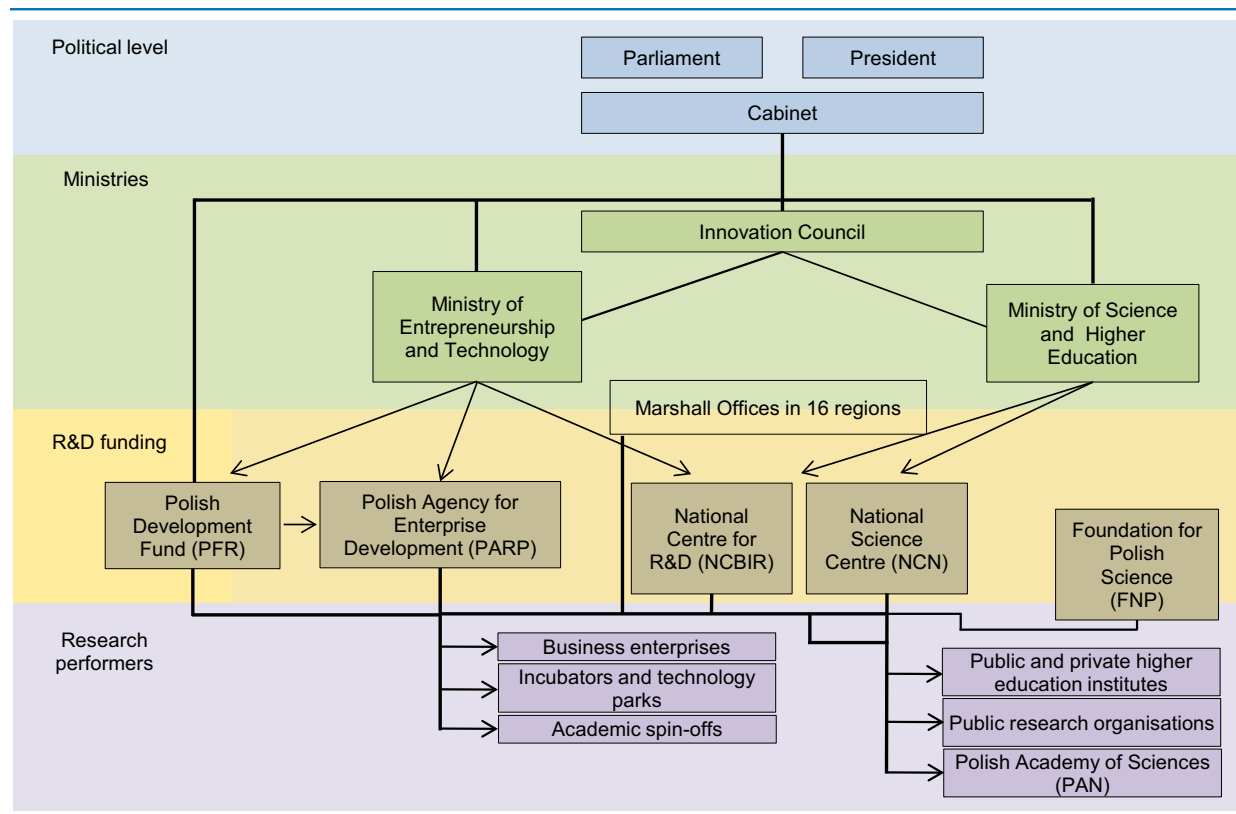 Political level
Parliament
President
Cabinet
Ministries
Innovation Council
Ministry of
Entrepreneurship
and Technology
Ministry of Science
and Higher
Education
Marshall Offices in 16 regions
R&D funding
Polish
Development
Fund (PFR)
Polish Agency for
Enterprise
Development (PARP)
National
Centre for
R&D (NCBIR)
National
Science
Centre (NCN)
Foundation for
Polish
Science
(FNP)
Research
performers
Business enterprises
Incubators and technology
parks
Academic spin-offs
Public and private higher
education institutes
Public research organisations
Polish Academy of Sciences
(PAN)